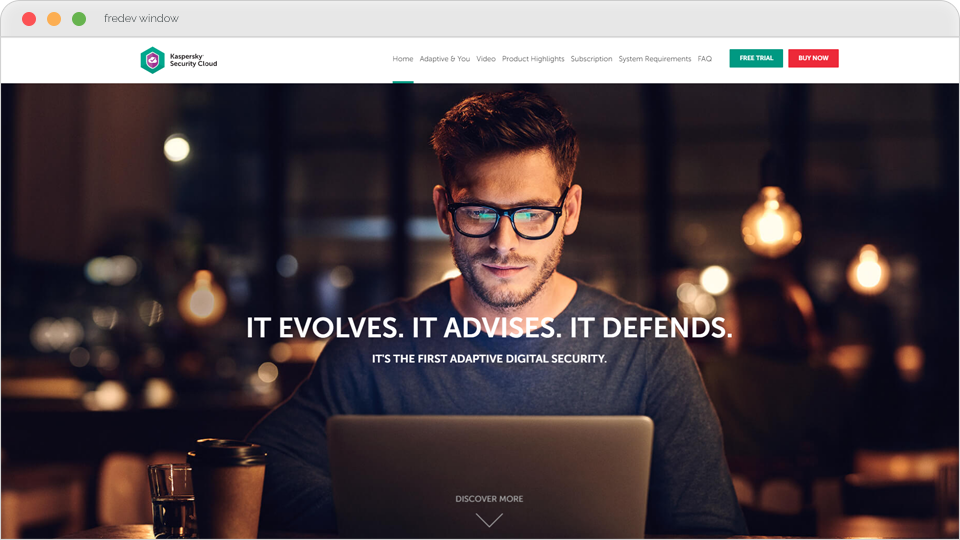 fredev window
Kaspersky
Security Cloud
Home Adaptive & You Video Product Highlights Subscription System Requirements FAQ FREE TRIAL BUY NOW
IT EVOLVES. IT ADVISES. IT DEFENDS.
IT'S THE FIRST ADAPTIVE DIGITAL SECURITY.
DISCOVER MORE